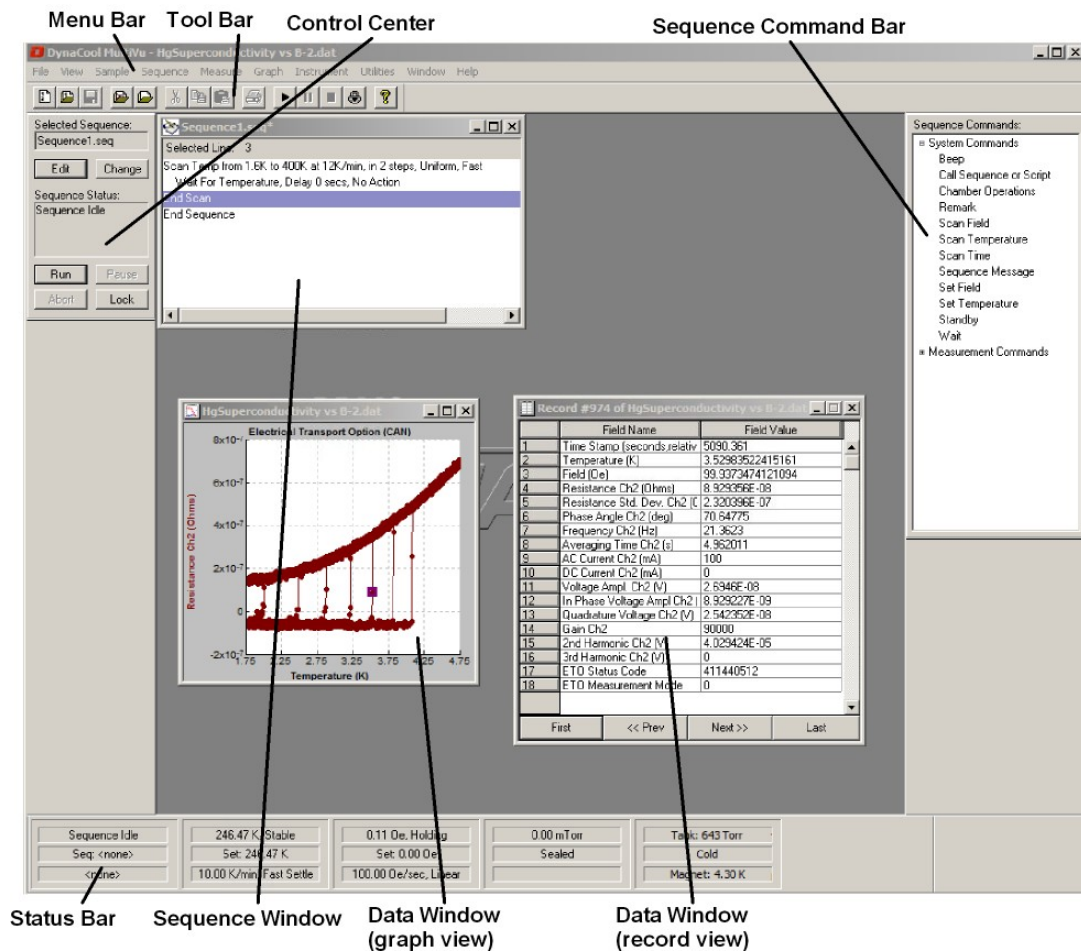 Menu Bar
Tool Bar
Control Center
Sequence Command Bar
DynaCool MultiVu - HgSuperconductivity vs B-2.dat
File View Sample Sequence Measure Graph Instrument Utilities Window Help
Selected Sequence:
Sequence1.seq
Edit Change
Sequence Status:
Sequence Idle
Run Pause
Abort Lock
Sequence1.seq*
Selected Line: 3
Scan Temp from 1.6K to 400K at 12K/min, in 2 steps, Uniform, Fast
Wait For Temperature, Delay 0 secs, No Action
End Scan
End Sequence
Sequence Commands:
System Commands
Beep
Call Sequence or Script
Chamber Operations
Remark
Scan Field
Scan Temperature
Scan Time
Sequence Message
Set Field
Set Temperature
Standby
Wait
Measurement Commands
HgSuperconductivity vs B-2.dat
Electrical Transport Option (CAN)
Resistance Ch2 (Ohms)
8x10-7
6x10-7
4x10-7
2x10-7
0
-2x10-7
1.75 2.25 2.75 3.25 3.75 4.25 4.75
Temperature (K)
Record #974 of HgSuperconductivity vs B-2.dat
Field Name Field Value
1 Time Stamp (seconds,relativ 5090.361
2 Temperature (K) 3.52983522415161
3 Field (Oe) 99.9373474121094
4 Resistance Ch2 (Ohms) 8.929356E-08
5 Resistance Std. Dev. Ch2 (C 2.320396E-07
6 Phase Angle Ch2 (deg) 70.64775
7 Frequency Ch2 (Hz) 21.3623
8 Averaging Time Ch2 (s) 4.962011
9 AC Current Ch2 (mA) 100
10 DC Current Ch2 (mA) 0
11 Voltage Ampl. Ch2 (V) 2.6946E-08
12 In Phase Voltage Ampl Ch2 ( 8.929227E-09
13 Quadrature Voltage Ch2 (V) 2.542352E-08
14 Gain Ch2 90000
15 2nd Harmonic Ch2 (V) 4.029424E-05
16 3rd Harmonic Ch2 (V) 0
17 ETO Status Code 411440512
18 ETO Measurement Mode 0
First << Prev Next >> Last
Sequence Idle
Seq: <none>
<none>
246.47 K, Stable
Set: 246.47 K
10.00 K/min, Fast Settle
0.11 Oe, Holding
Set: 0.00 Oe
100.00 Oe/sec, Linear
0.00 mTorr
Sealed
Tank: 643 Torr
Cold
Magnet: 4.30 K
Status Bar
Sequence Window
Data Window
(graph view)
Data Window
(record view)